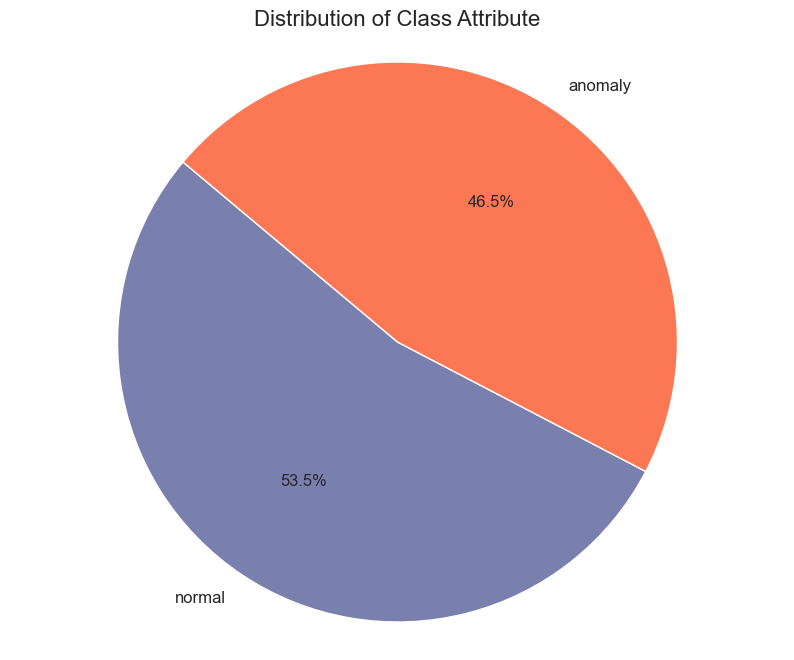 Distribution of Class Attribute
anomaly
46.5%
53.5%
normal